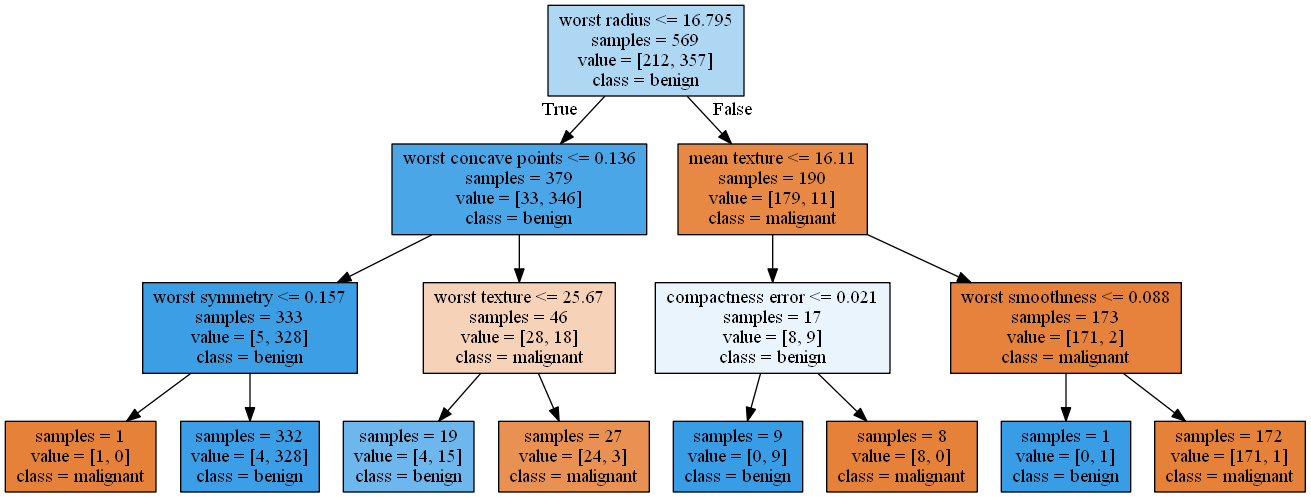 worst radius <= 16.795
samples = 569
value = [212, 357]
class = benign
True
False
worst concave points <= 0.136
samples = 379
value = [33, 346]
class = benign
mean texture <= 16.11
samples = 190
value = [179, 11]
class = malignant
worst symmetry <= 0.157
samples = 333
value = [5, 328]
class = benign
worst texture <= 25.67
samples = 46
value = [28, 18]
class = malignant
compactness error <= 0.021
samples = 17
value = [8, 9]
class = benign
worst smoothness <= 0.088
samples = 173
value = [171, 2]
class = malignant
samples = 1
value = [1, 0]
class = malignant
samples = 332
value = [4, 328]
class = benign
samples = 19
value = [4, 15]
class = benign
samples = 27
value = [24, 3]
class = malignant
samples = 9
value = [0, 9]
class = benign
samples = 8
value = [8, 0]
class = malignant
samples = 1
value = [0, 1]
class = benign
samples = 172
value = [171, 1]
class = malignant